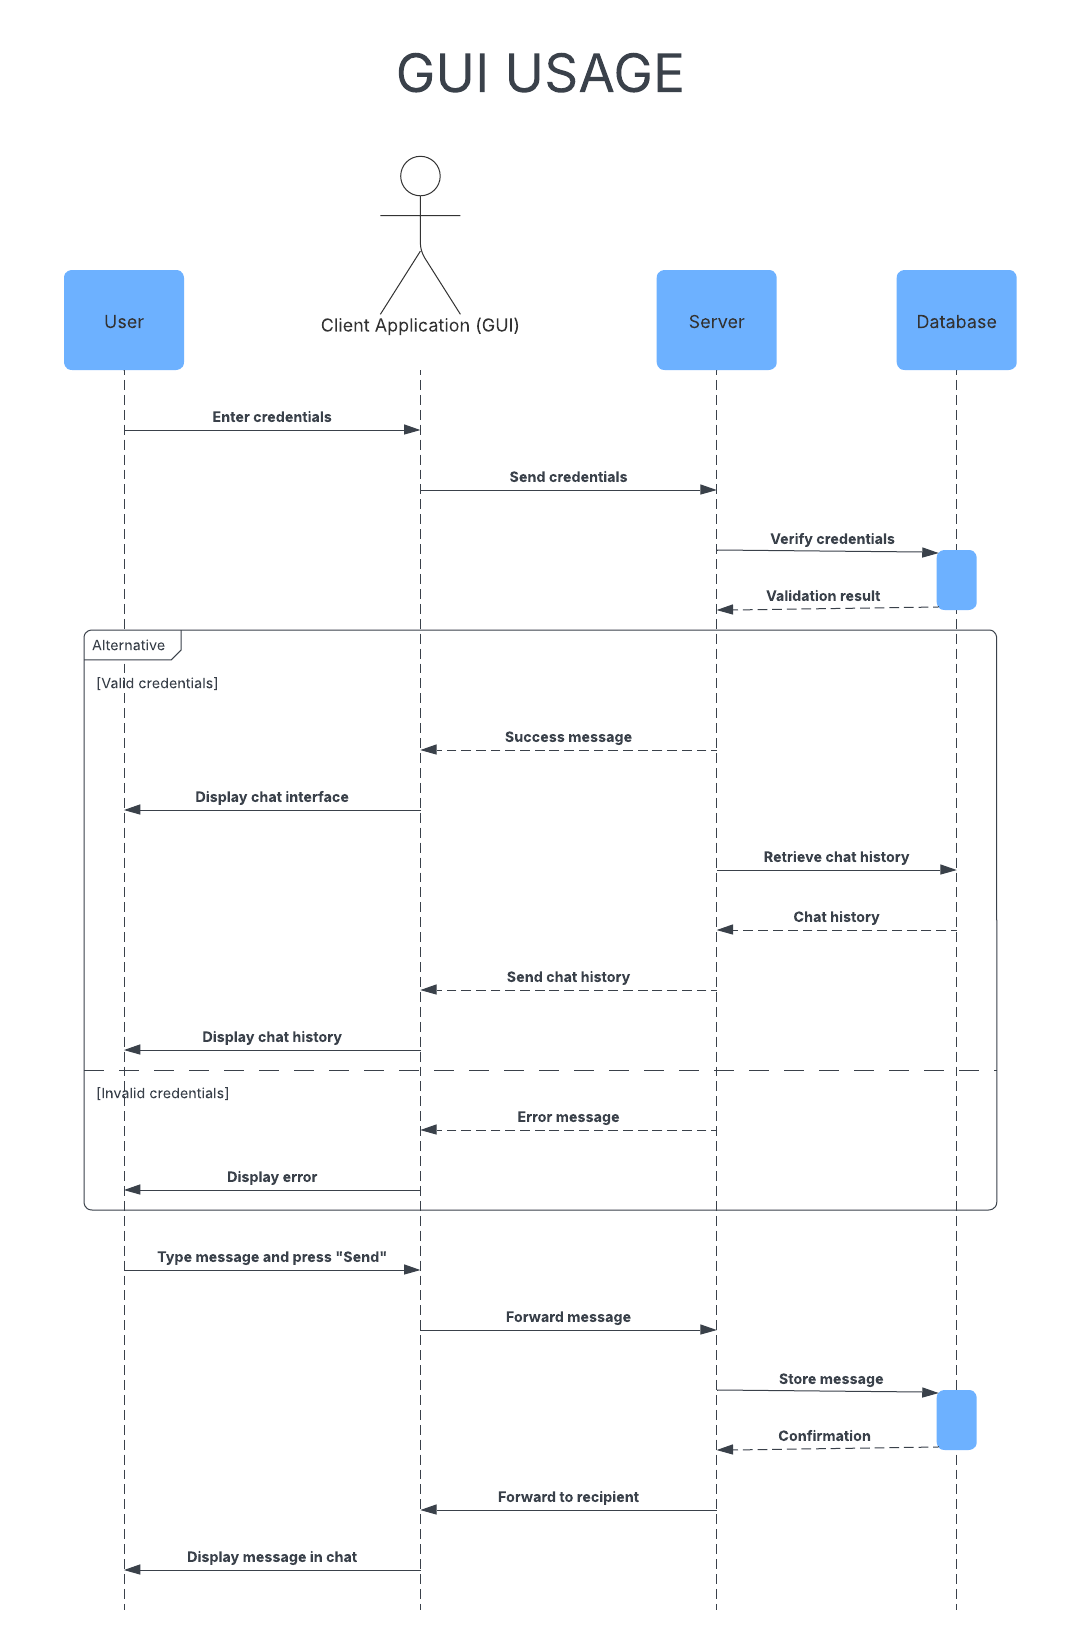 GUI USAGE
User
Client Application (GUI)
Server
Database
Enter credentials
Send credentials
Verify credentials
Validation result
Alternative
[Valid credentials]
Success message
Display chat interface
Retrieve chat history
Chat history
Send chat history
Display chat history
[Invalid credentials]
Error message
Display error
Type message and press "Send"
Forward message
Store message
Confirmation
Forward to recipient
Display message in chat